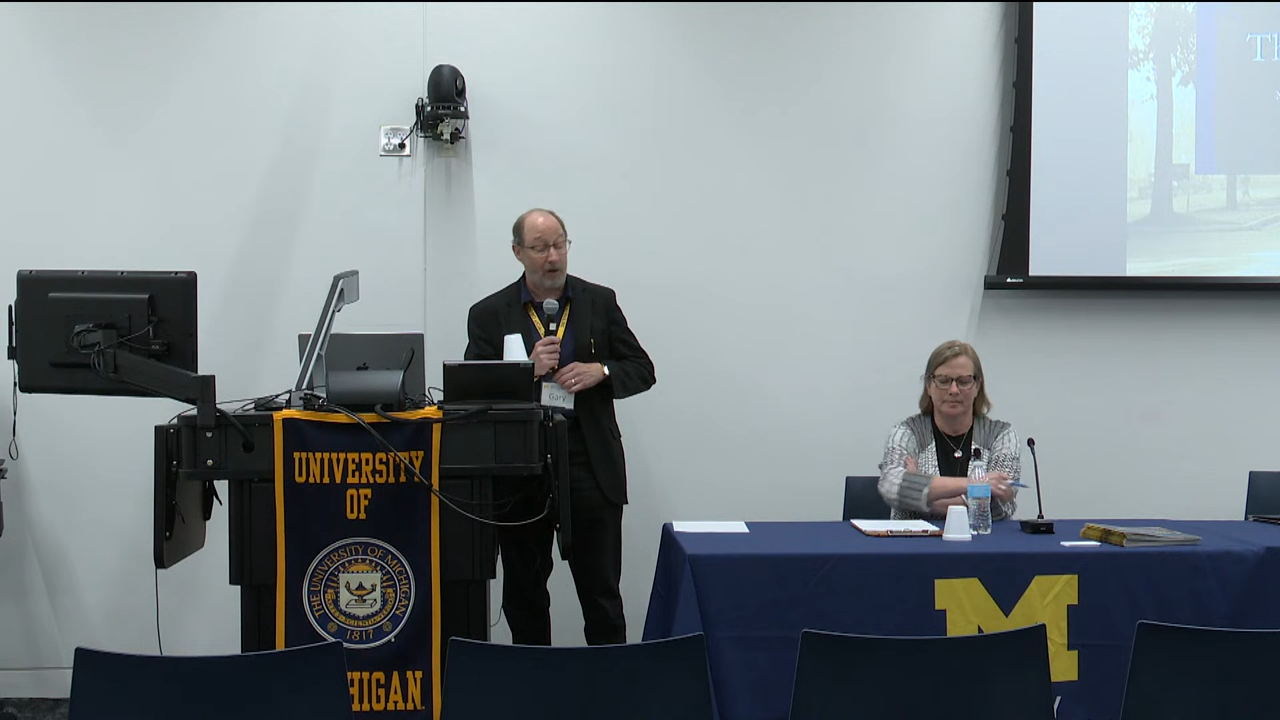 Th
Gary
UNIVERSITY
OF
THE UNIVERSITY OF MICHIGAN
1817
HIGAN
M
Y